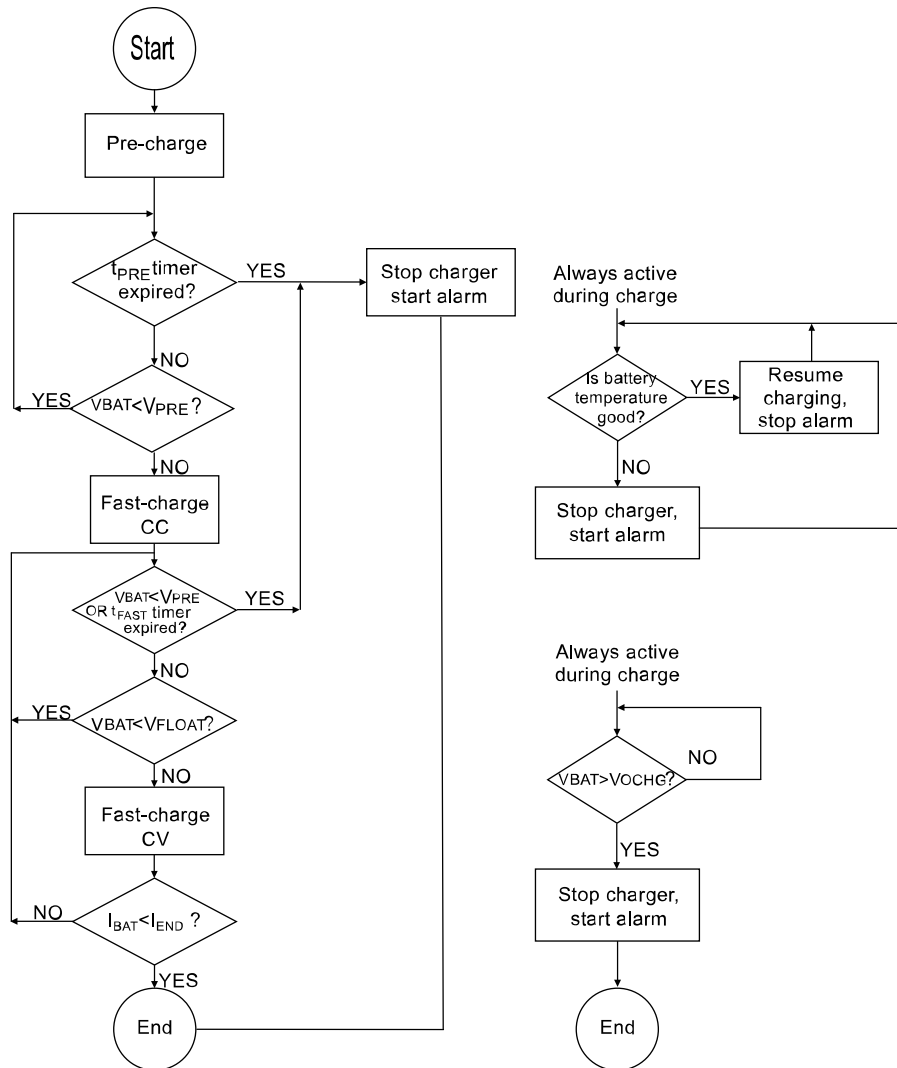 Start
Pre-charge
tPRE timer
expired?
YES
NO
VBAT<VPRE?
YES
NO
Fast-charge
CC
VBAT<VPRE
OR tFAST timer
expired?
YES
NO
VBAT<VFLOAT?
YES
NO
Fast-charge
CV
IBAT<IEND ?
NO
YES
End
Stop charger
start alarm
Always active
during charge
Is battery
temperature
good?
YES
Resume
charging,
stop alarm
NO
Stop charger,
start alarm
Always active
during charge
VBAT>VOCHG?
NO
YES
Stop charger,
start alarm
End